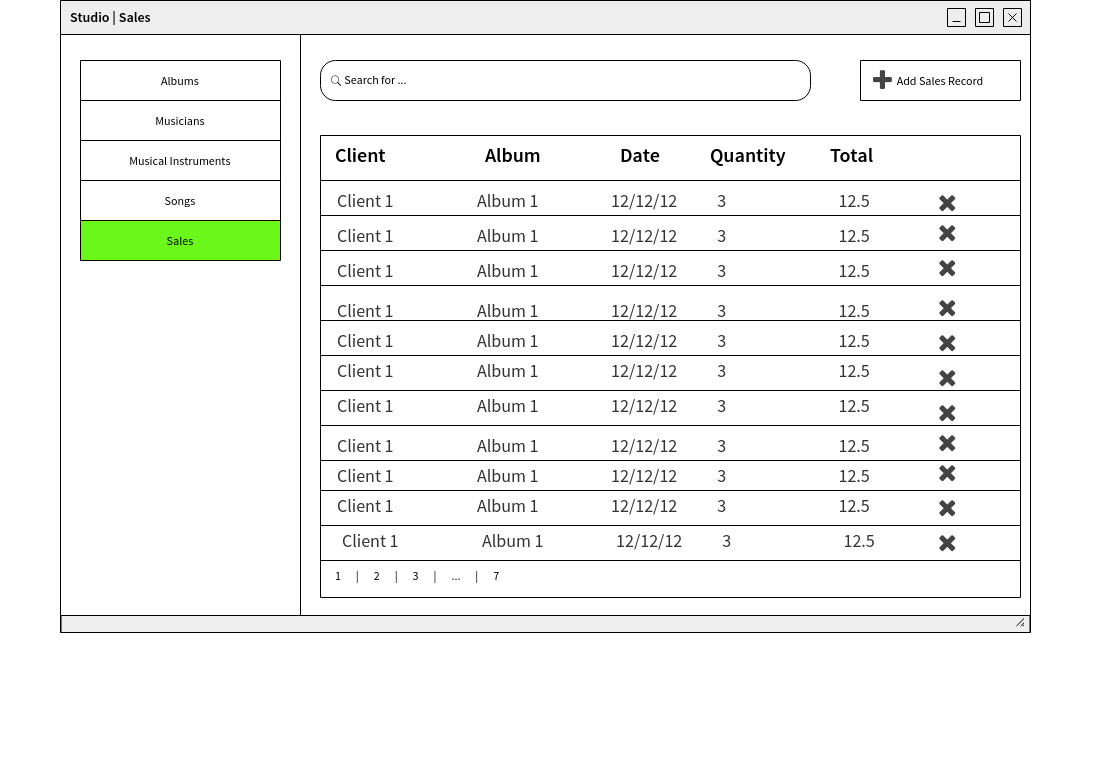 Studio | Sales
Albums
Musicians
Musical Instruments
Songs
Sales
Search for ...
Add Sales Record
Client Album Date Quantity Total
Client 1 Album 1 12/12/12 3 12.5
Client 1 Album 1 12/12/12 3 12.5
Client 1 Album 1 12/12/12 3 12.5
Client 1 Album 1 12/12/12 3 12.5
Client 1 Album 1 12/12/12 3 12.5
Client 1 Album 1 12/12/12 3 12.5
Client 1 Album 1 12/12/12 3 12.5
Client 1 Album 1 12/12/12 3 12.5
Client 1 Album 1 12/12/12 3 12.5
Client 1 Album 1 12/12/12 3 12.5
Client 1 Album 1 12/12/12 3 12.5
1 | 2 | 3 | ... | 7